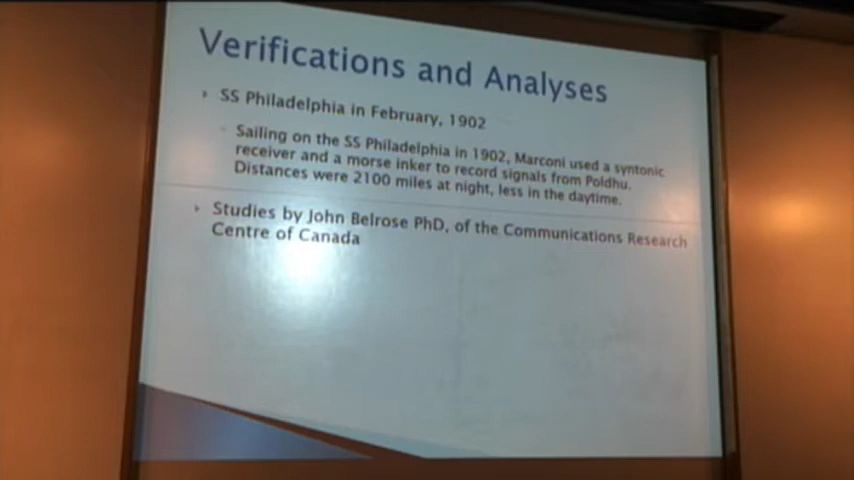 Verifications and Analyses
SS Philadelphia in February, 1902
Sailing on the SS Philadelphia in 1902, Marconi used a syntonic
receiver and a morse inker to record signals from Poldhu.
Distances were 2100 miles at night, less in the daytime.
Studies by John Belrose PhD, of the Communications Research
Centre of Canada